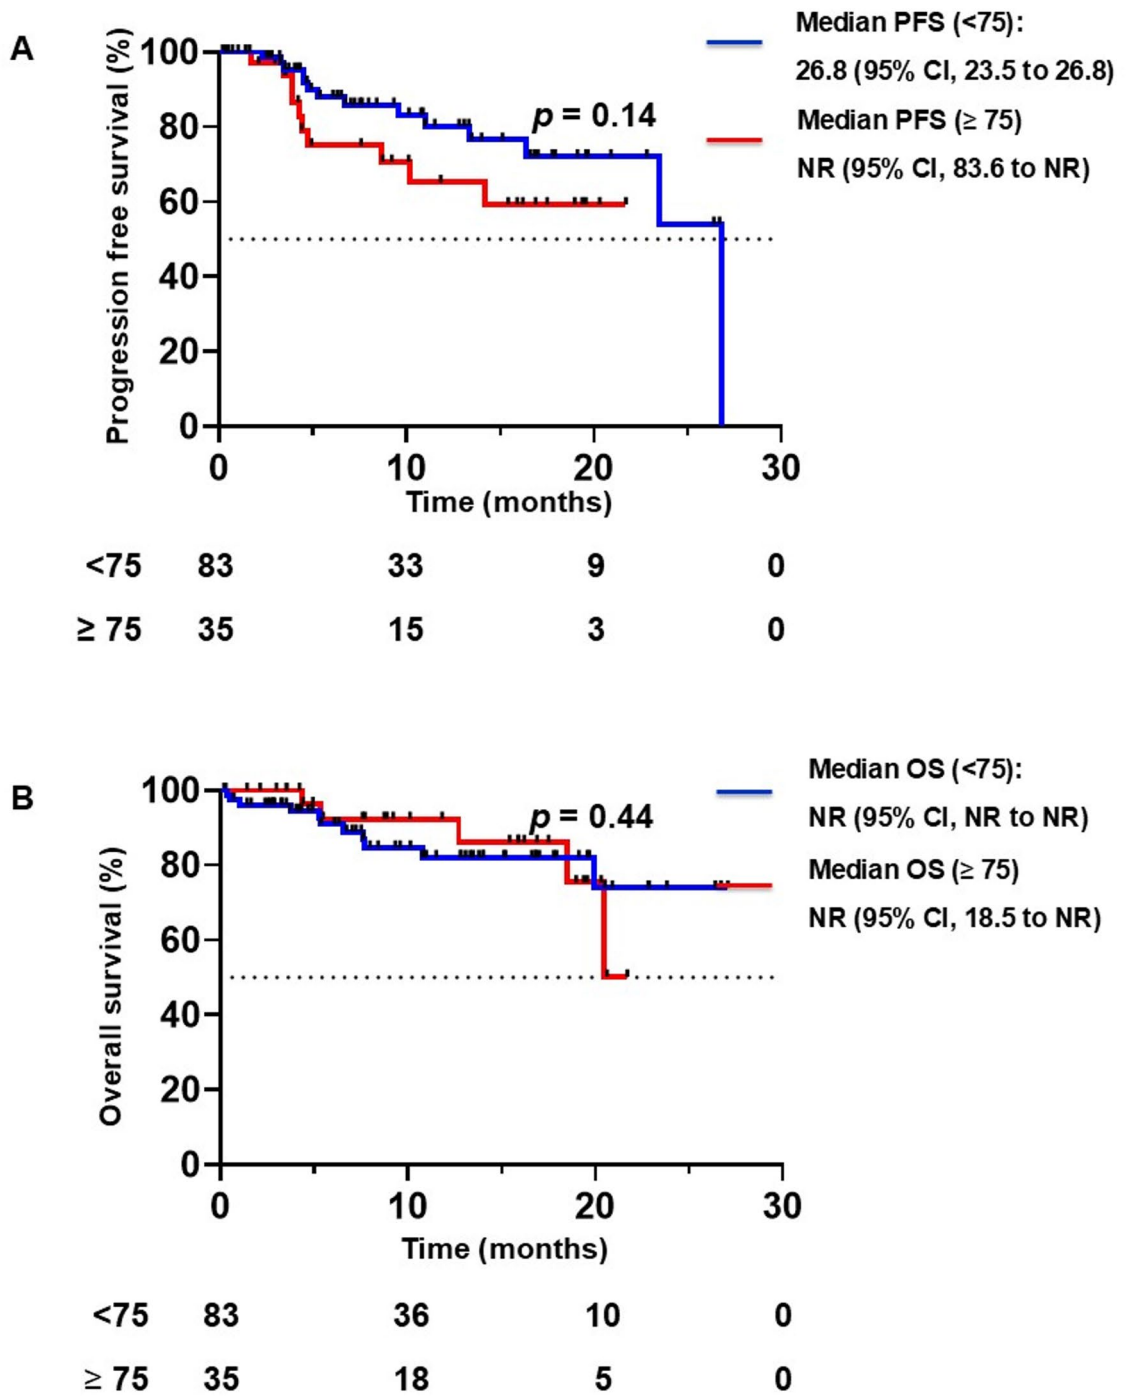 A
Progression free survival (%)
100
80
60
40
20
0
0 10 20 30
Time (months)
p = 0.14
Median PFS (<75):
26.8 (95% CI, 23.5 to 26.8)
Median PFS (≥ 75)
NR (95% CI, 83.6 to NR)
<75 83 33 9 0
≥ 75 35 15 3 0
B
Overall survival (%)
100
80
60
40
20
0
0 10 20 30
Time (months)
p = 0.44
Median OS (<75):
NR (95% CI, NR to NR)
Median OS (≥ 75)
NR (95% CI, 18.5 to NR)
<75 83 36 10 0
≥ 75 35 18 5 0